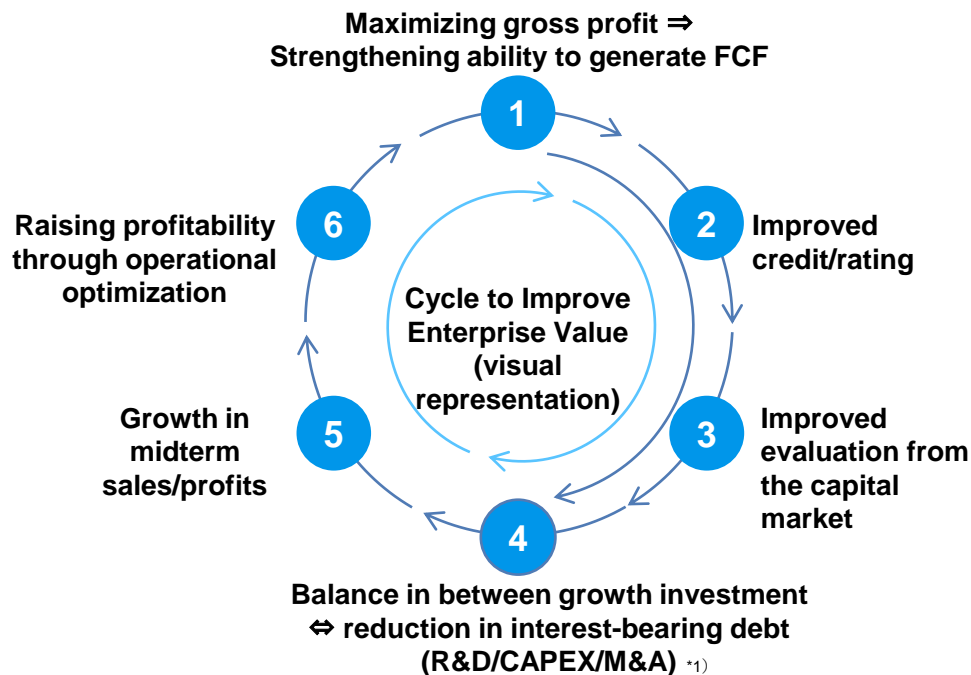 Maximizing gross profit ⇒
Strengthening ability to generate FCF
1
2
Improved
credit/rating
3
Improved
evaluation from
the capital
market
4
Balance in between growth investment
⇔ reduction in interest-bearing debt
(R&D/CAPEX/M&A) *1)
5
Growth in
midterm
sales/profits
6
Raising profitability
through operational
optimization
Cycle to Improve
Enterprise Value
(visual
representation)